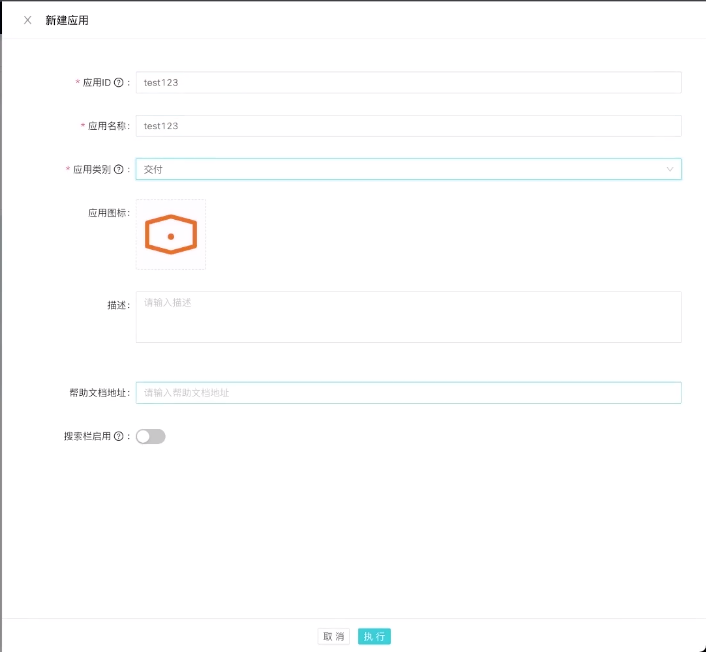 新建应用
* 应用ID : test123
* 应用名称: test123
* 应用类别 : 交付
应用图标:
描述: 请输入描述
帮助文档地址: 请输入帮助文档地址
搜索栏启用 :
取消 执行